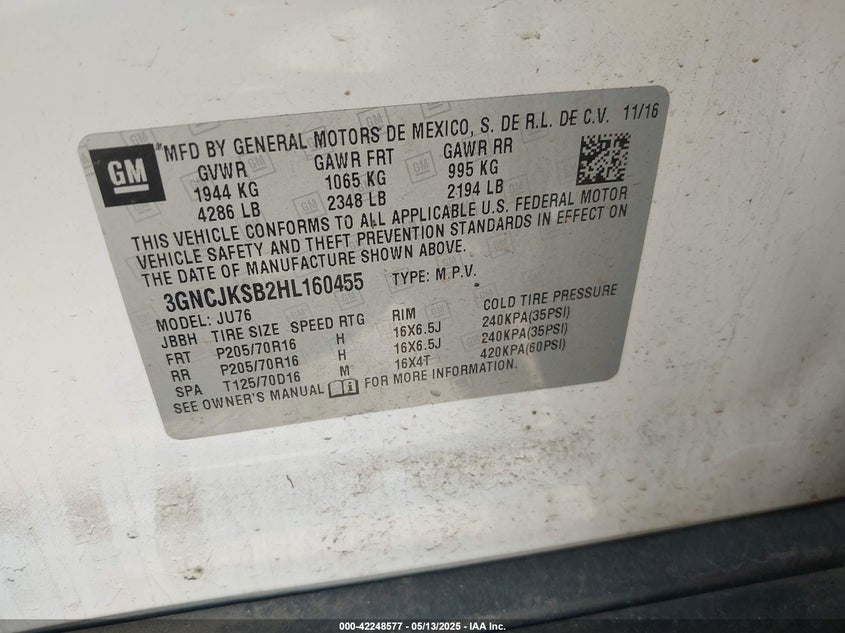 GM
MFD BY GENERAL MOTORS DE MEXICO, S. DE R.L. DE C.V. 11/16
GVWR GAWR FRT GAWR RR
1944 KG 1065 KG 995 KG
4286 LB 2348 LB 2194 LB
THIS VEHICLE CONFORMS TO ALL APPLICABLE U.S. FEDERAL MOTOR
VEHICLE SAFETY AND THEFT PREVENTION STANDARDS IN EFFECT ON
THE DATE OF MANUFACTURE SHOWN ABOVE.
3GNCJKSB2HL160455 TYPE: M.P.V.
MODEL: JU76
JBBH TIRE SIZE SPEED RTG RIM COLD TIRE PRESSURE
FRT P205/70R16 H 16X6.5J 240KPA(35PSI)
RR P205/70R16 H 16X6.5J 240KPA(35PSI)
SPA T125/70D16 M 16X4T 420KPA(60PSI)
SEE OWNER'S MANUAL FOR MORE INFORMATION.
000-42248577 - 05/13/2025 - IAA Inc.